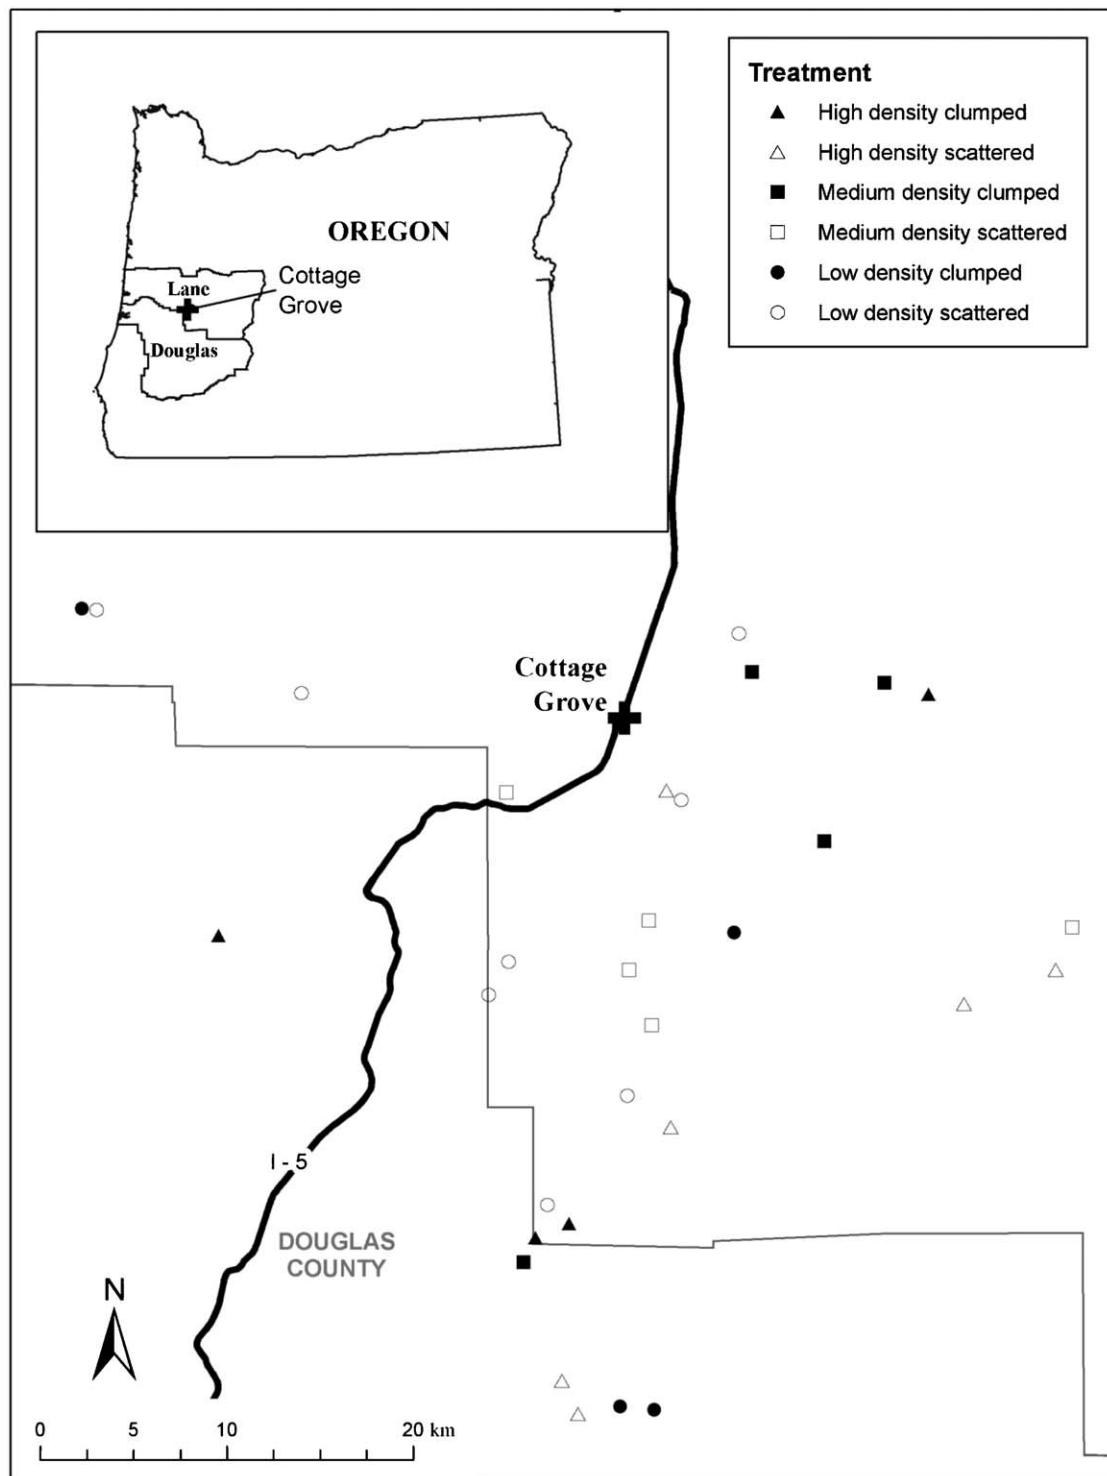 Treatment
High density clumped
High density scattered
Medium density clumped
Medium density scattered
Low density clumped
Low density scattered
OREGON
Lane
Cottage
Grove
Douglas
Cottage
Grove
I - 5
DOUGLAS
COUNTY
N
0 5 10 20 km